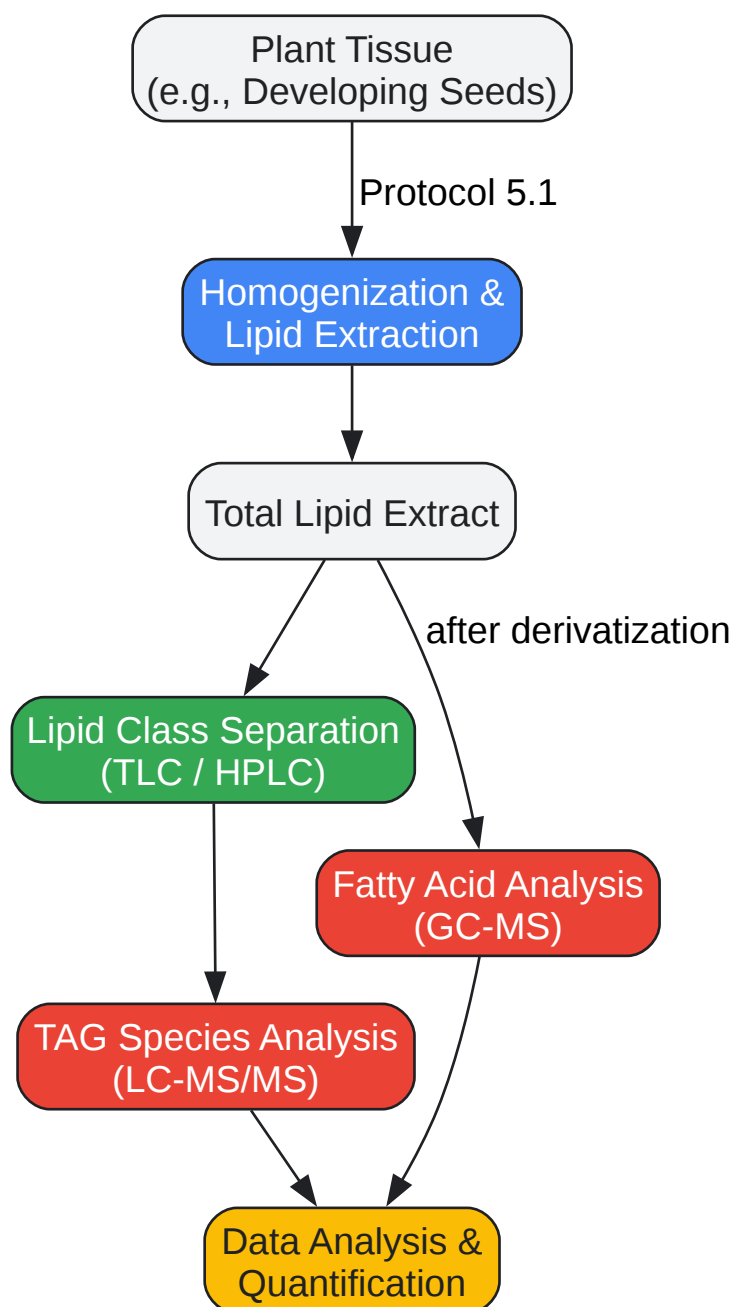 Plant Tissue
(e.g., Developing Seeds)
Protocol 5.1
Homogenization &
Lipid Extraction
Total Lipid Extract
after derivatization
Lipid Class Separation
(TLC / HPLC)
Fatty Acid Analysis
(GC-MS)
TAG Species Analysis
(LC-MS/MS)
Data Analysis &
Quantification